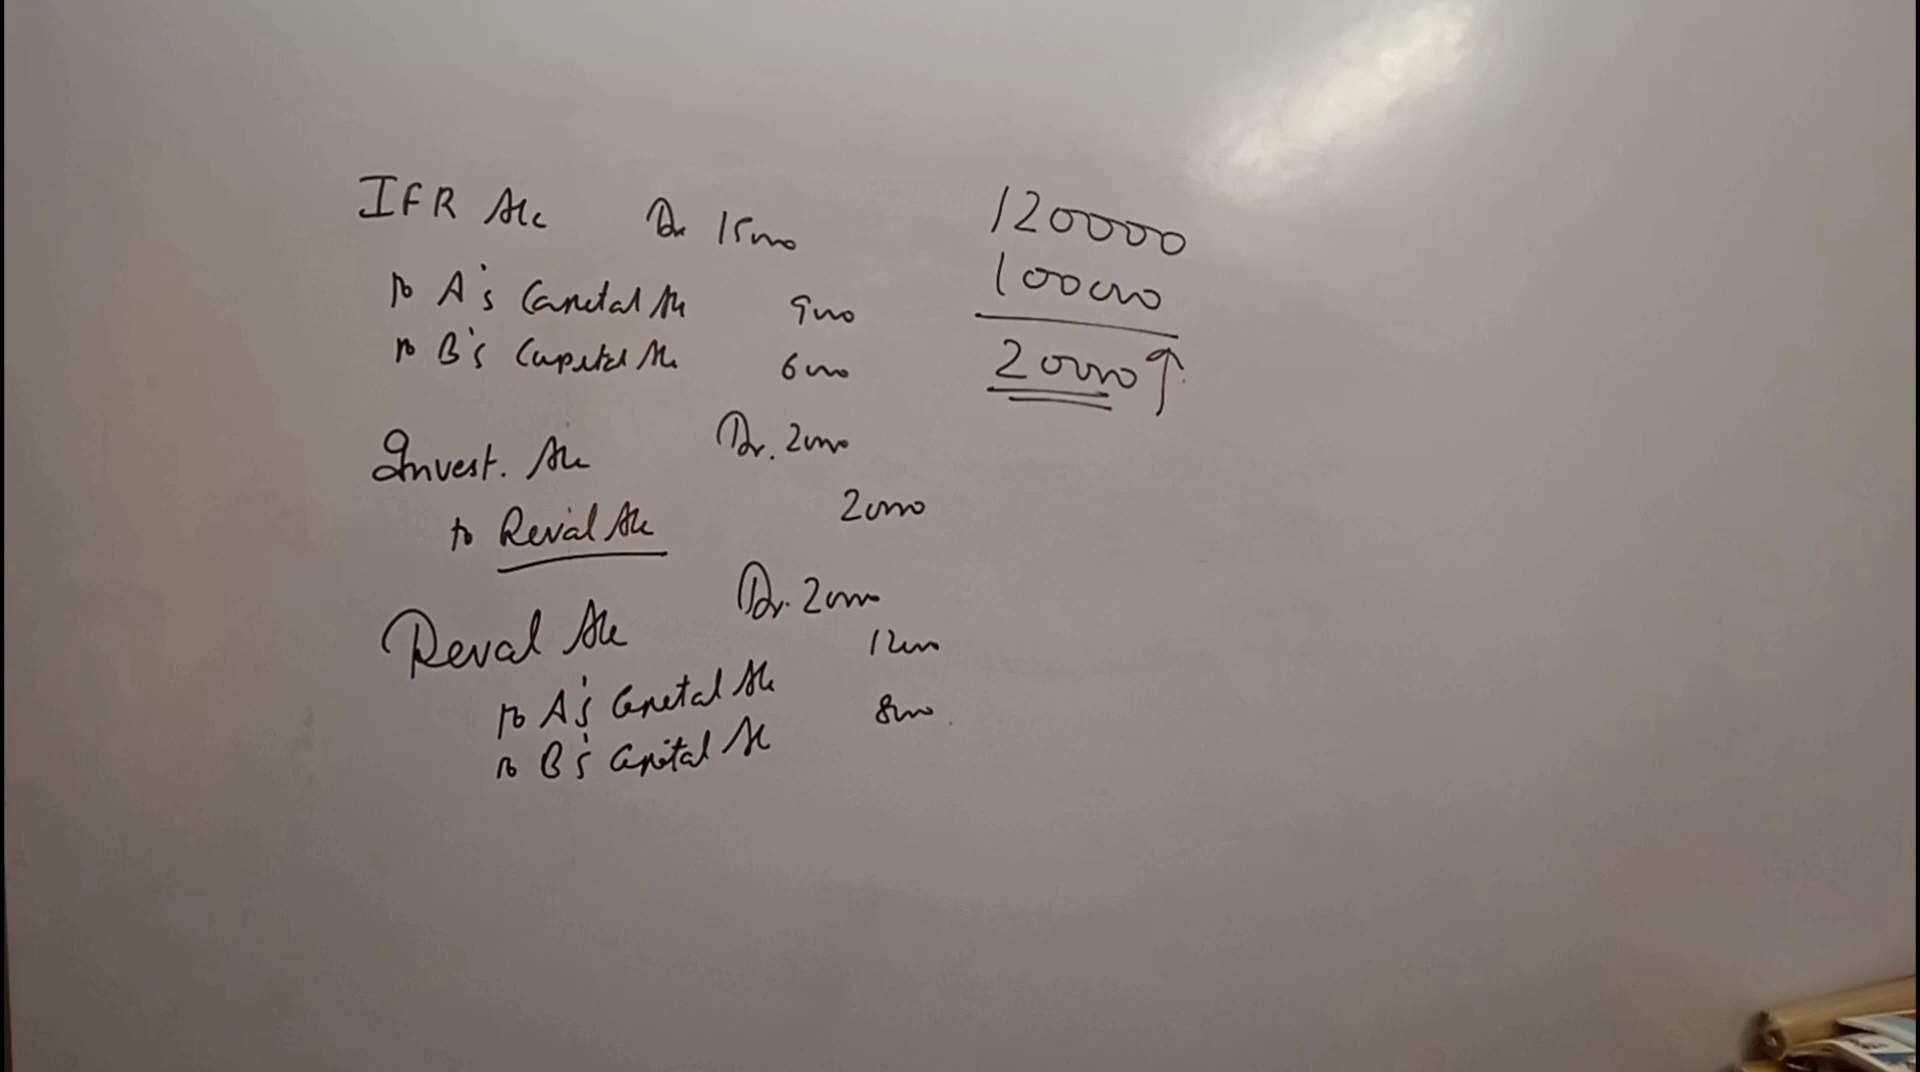 IFR A/c Dr 15000
to A's Capital A/c 9000
to B's Capital A/c 6000
Invest. A/c Dr. 20000
to Reval A/c 20000
Reval A/c Dr. 20000
to A's Capital A/c 12000
to B's Capital A/c 8000
120000
100000
20000 ↑